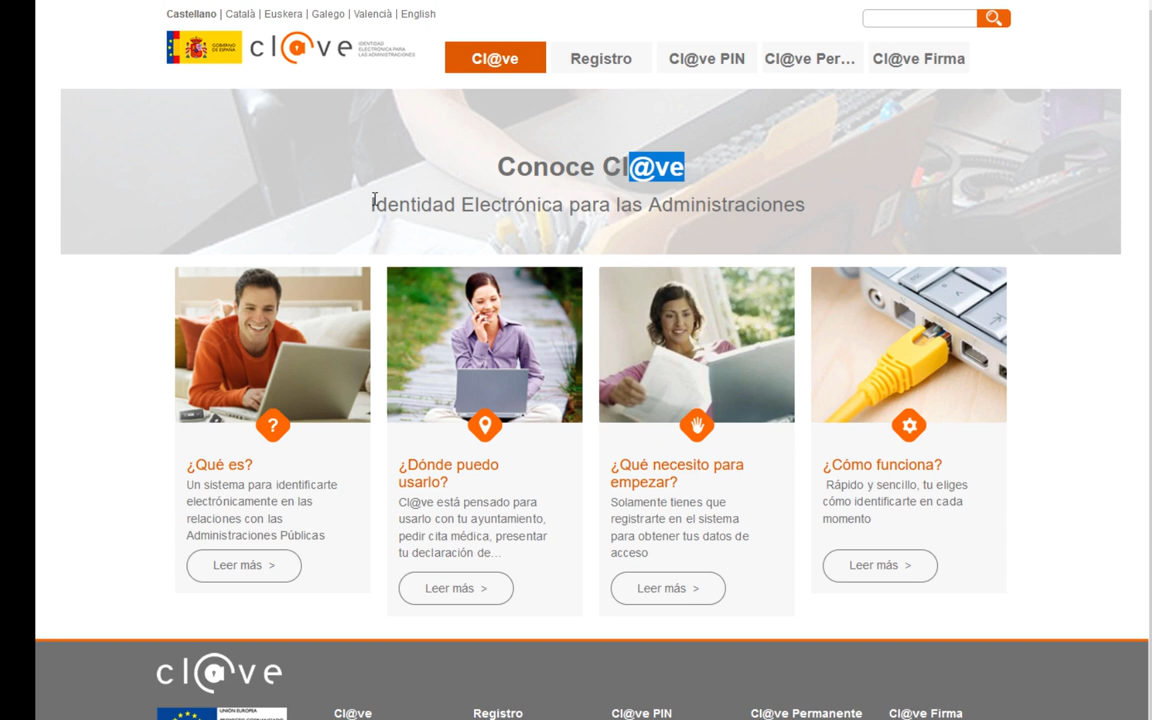 Castellano | Català | Euskera | Galego | Valencià | English
GOBIERNO DE ESPAÑA
cl@ve
IDENTIDAD
ELECTRÓNICA PARA
LAS ADMINISTRACIONES
Cl@ve Registro Cl@ve PIN Cl@ve Per... Cl@ve Firma
Conoce Cl@ve
Identidad Electrónica para las Administraciones
?
¿Qué es?
Un sistema para identificarte
electrónicamente en las
relaciones con las
Administraciones Públicas
Leer más >
¿Dónde puedo
usarlo?
Cl@ve está pensado para
usarlo con tu ayuntamiento,
pedir cita médica, presentar
tu declaración de...
Leer más >
¿Qué necesito para
empezar?
Solamente tienes que
registrarte en el sistema
para obtener tus datos de
acceso
Leer más >
¿Cómo funciona?
Rápido y sencillo, tu eliges
cómo identificarte en cada
momento
Leer más >
cl@ve
UNIÓN EUROPEA
Cl@ve Registro Cl@ve PIN Cl@ve Permanente Cl@ve Firma